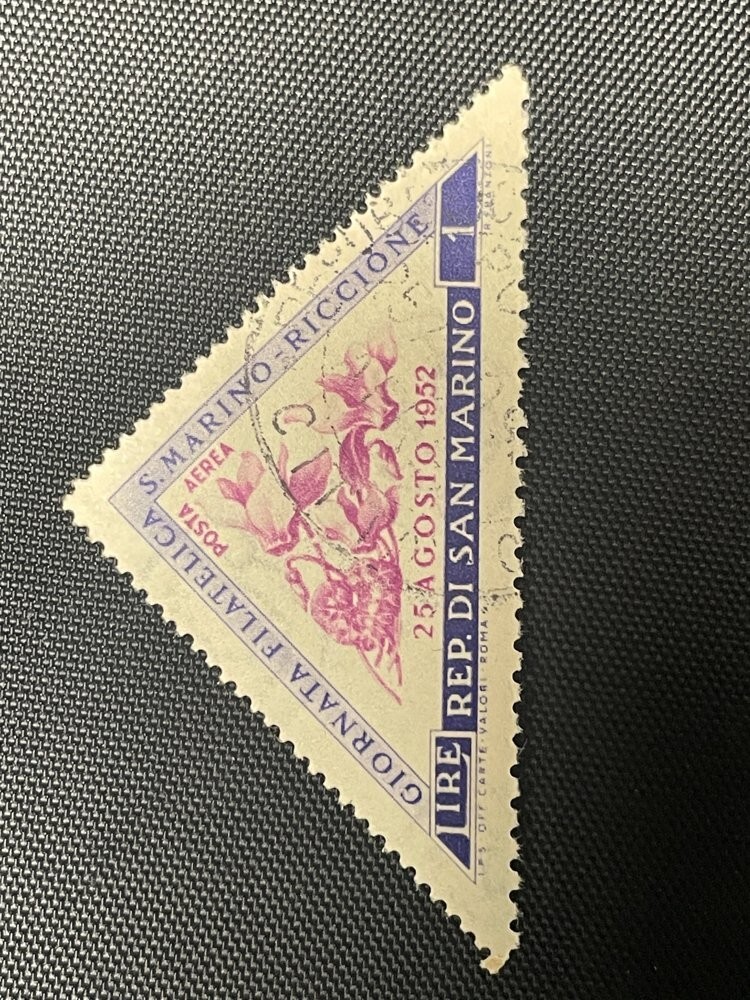 GIORNATA FILATELICA S. MARINO - RICCIONE
POSTA AEREA
25 AGOSTO 1952
LIRE REP. DI SAN MARINO 1
I.P.S. OFF. CARTE-VALORI-ROMA